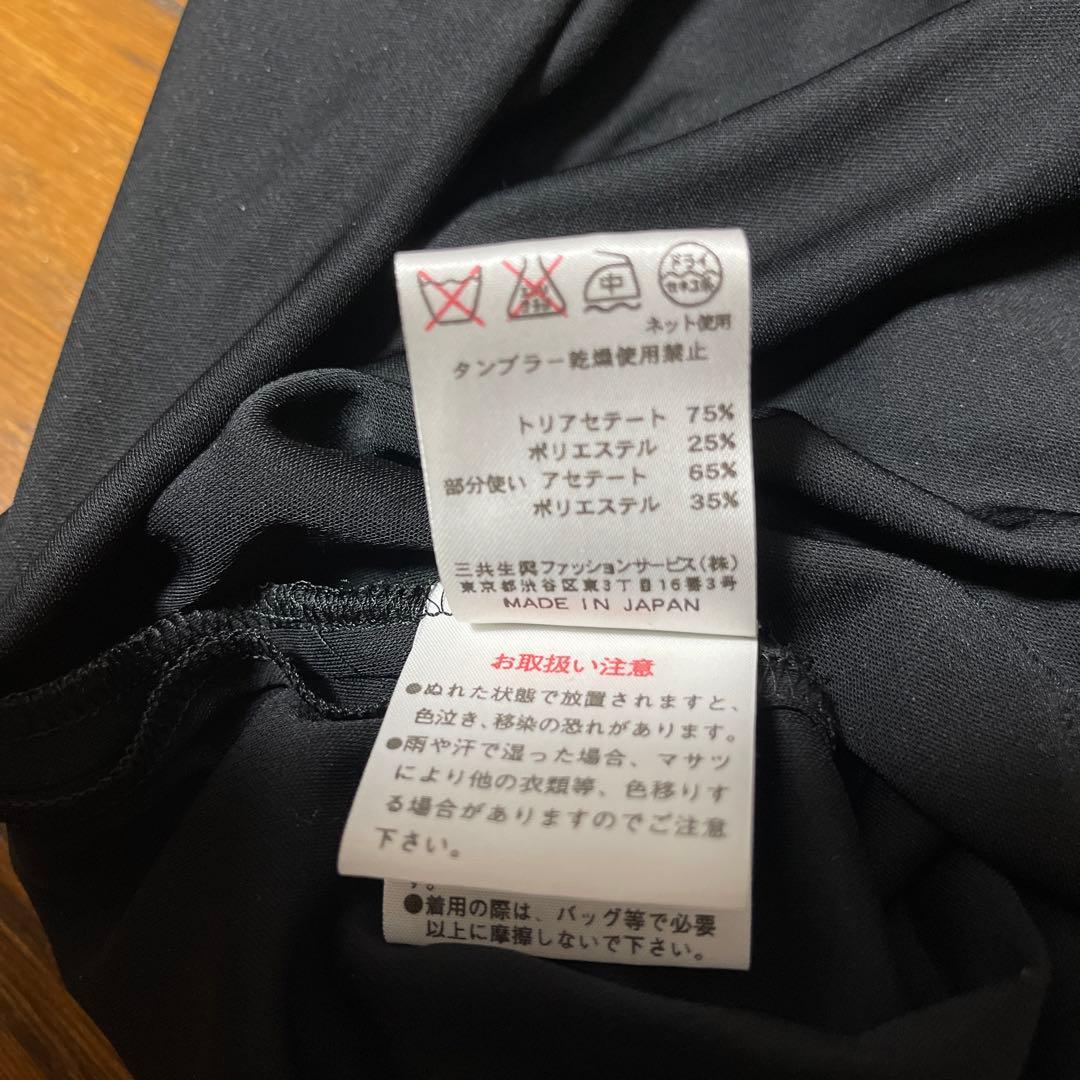 中
ドライ
セキユ系
ネット使用
タンブラー乾燥使用禁止
トリアセテート 75%
ポリエステル 25%
部分使い アセテート 65%
ポリエステル 35%
三共生興ファッションサービス(株)
東京都渋谷区東3丁目16番3号
MADE IN JAPAN
お取扱い注意
●ぬれた状態で放置されますと、
色泣き、移染の恐れがあります。
●雨や汗で湿った場合、マサツ
により他の衣類等、色移りす
る場合がありますのでご注意
下さい。
す。
●着用の際は、バッグ等で必要
以上に摩擦しないで下さい。